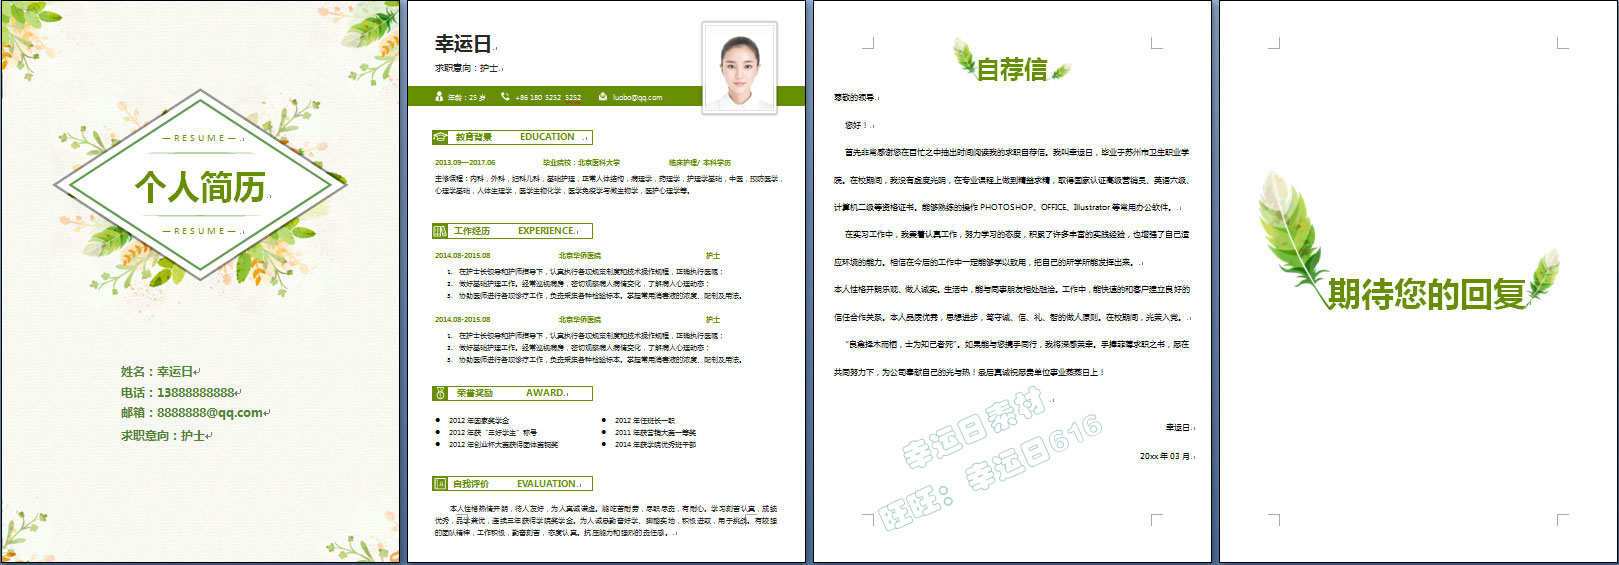 —RESUME—
个人简历
—RESUME—
姓名：幸运日
电话：13888888888
邮箱：8888888@qq.com
求职意向：护士
幸运日
求职意向：护士
年龄：25 岁
+86 180 5252 5252
luobo@qq.com
教育背景 EDUCATION
2013.09—2017.06 毕业院校：北京医科大学 临床护理/ 本科学历
主修课程：内科，外科，妇科儿科，基础护理，正常人体结构，病理学，药理学，护理学基础，中医，预防医学，
心理学基础，人体生理学，医学生物化学，医学免疫学与微生物学，医护心理学等。
工作经历 EXPERIENCE
2014.08-2015.08 北京华侨医院 护士
1. 在护士长领导和护师指导下，认真执行各项规章制度和技术操作规程，正确执行医嘱；
2. 做好基础护理工作。经常巡视病房，密切观察病人病情变化，了解病人心理动态；
3. 协助医师进行各项诊疗工作，负责采集各种检验标本。掌握常用消毒液的浓度、配制及用法。
2014.08-2015.08 北京华侨医院 护士
1. 在护士长领导和护师指导下，认真执行各项规章制度和技术操作规程，正确执行医嘱；
2. 做好基础护理工作。经常巡视病房，密切观察病人病情变化，了解病人心理动态；
3. 协助医师进行各项诊疗工作，负责采集各种检验标本。掌握常用消毒液的浓度、配制及用法。
荣誉奖励 AWARD
● 2012 年国家奖学金 ● 2012 年任班长一职
● 2012 年获“三好学生”称号 ● 2011 年获营销大赛一等奖
● 2012 年创业杯大赛获得团体赛铜奖 ● 2014 年获学院优秀班干部
自我评价 EVALUATION
本人性格热情开朗，待人友好，为人真诚谦虚。能吃苦耐劳，尽职尽责，有耐心。学习刻苦认真，成绩
优秀，品学兼优，连续三年获得学院奖学金。为人诚恳勤奋好学、脚踏实地，积极进取，勇于挑战。有较强
的团队精神，工作积极，勤奋刻苦，态度认真。抗压能力和强烈的责任感。
自荐信
尊敬的领导
您好！
首先非常感谢您在百忙之中抽出时间阅读我的求职自荐信。我叫幸运日，毕业于苏州市卫生职业学
院。在校期间，我没有虚度光阴，在专业课程上做到精益求精，取得国家认证高级营销员、英语六级、
计算机二级等资格证书。能够熟练的操作 PHOTOSHOP、OFFICE、Illustrator 等常用办公软件。
在实习工作中，我秉着认真工作，努力学习的态度，积累了许多丰富的实践经验，也增强了自己适
应环境的能力。相信在今后的工作中一定能够学以致用，把自己的所学所能发挥出来。
本人性格开朗乐观、做人诚实。生活中，能与同事朋友相处融洽。工作中，能快速的和客户建立良好的
信任合作关系。本人品质优秀，思想进步，笃守诚、信、礼、智的做人原则。在校期间，光荣入党。
“良禽择木而栖，士为知己者死”。如果能与您携手同行，我将深感荣幸。手捧菲薄求职之书，愿在
共同努力下，为公司奉献自己的光与热！最后真诚祝愿贵单位事业蒸蒸日上！
幸运日素材
旺旺：幸运日616
幸运日
20xx 年 03 月
期待您的回复